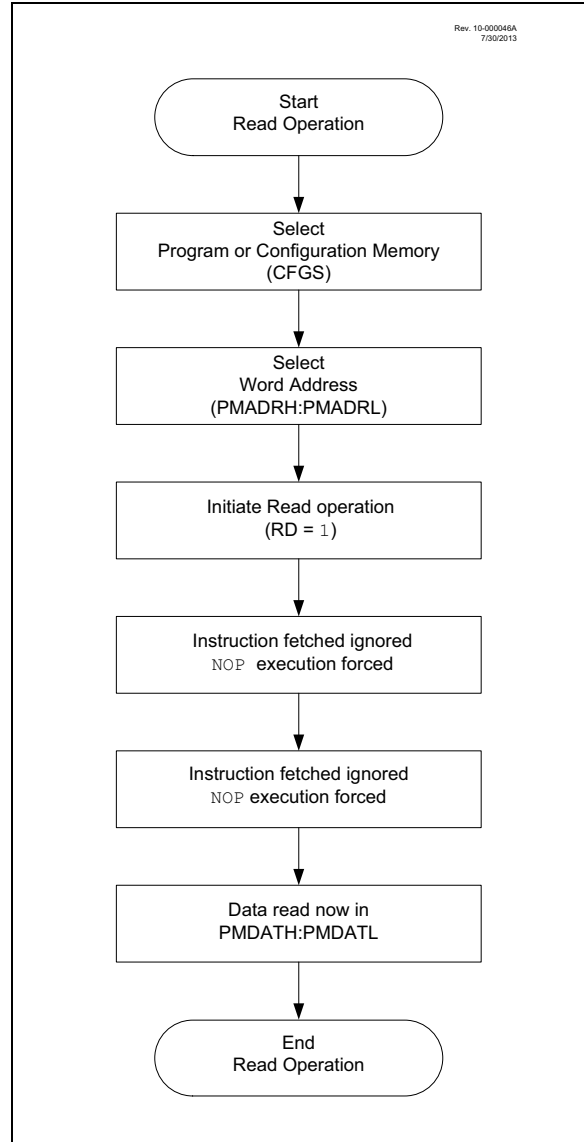 Rev. 10-000046A
7/30/2013
Start
Read Operation
Select
Program or Configuration Memory
(CFGS)
Select
Word Address
(PMADRH:PMADRL)
Initiate Read operation
(RD = 1)
Instruction fetched ignored
NOP execution forced
Instruction fetched ignored
NOP execution forced
Data read now in
PMDATH:PMDATL
End
Read Operation